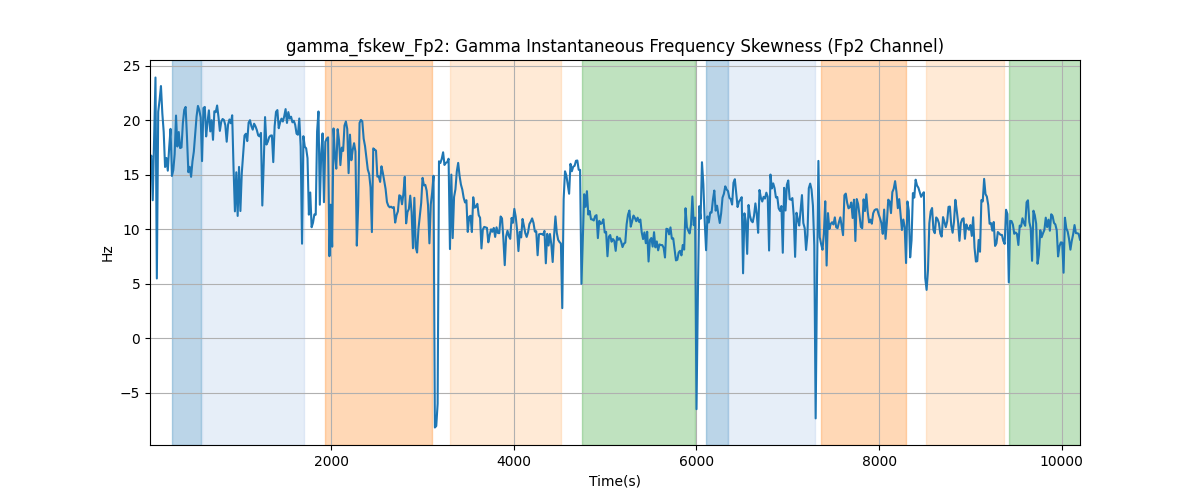 gamma_fskew_Fp2: Gamma Instantaneous Frequency Skewness (Fp2 Channel)
25
20
15
10
5
0
−5
Hz
2000 4000 6000 8000 10000
Time(s)